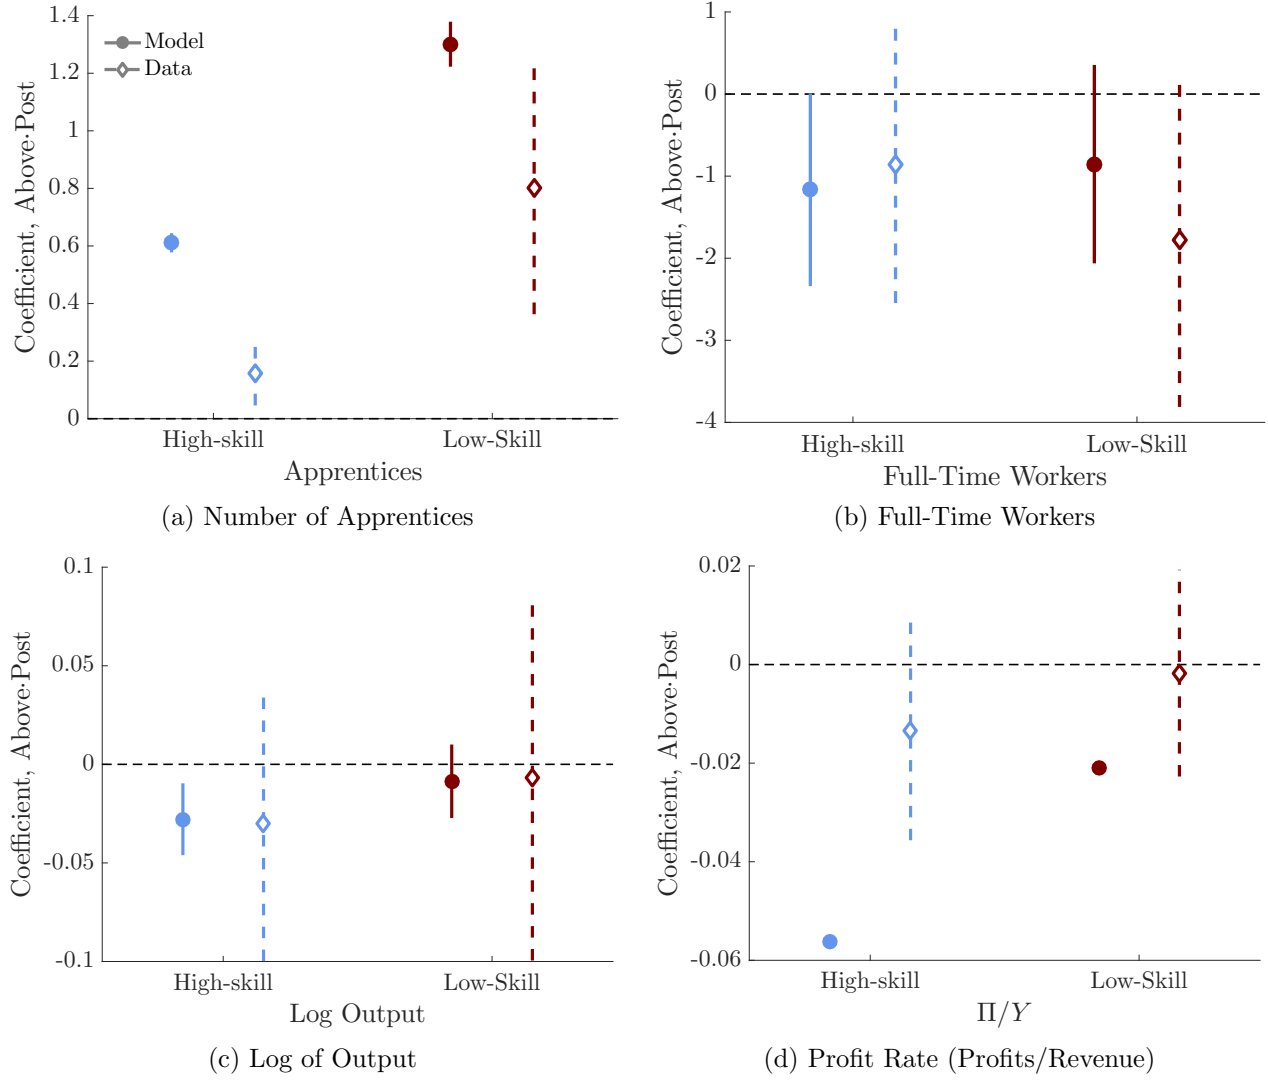 1.4
1.2
1
0.8
0.6
0.4
0.2
0
Coefficient, Above·Post
Model
Data
High-skill
Low-Skill
Apprentices
(a) Number of Apprentices
1
0
-1
-2
-3
-4
Coefficient, Above·Post
High-skill
Low-Skill
Full-Time Workers
(b) Full-Time Workers
0.1
0.05
0
-0.05
-0.1
Coefficient, Above·Post
High-skill
Low-Skill
Log Output
(c) Log of Output
0.02
0
-0.02
-0.04
-0.06
Coefficient, Above·Post
High-skill
Low-Skill
Π/Y
(d) Profit Rate (Profits/Revenue)